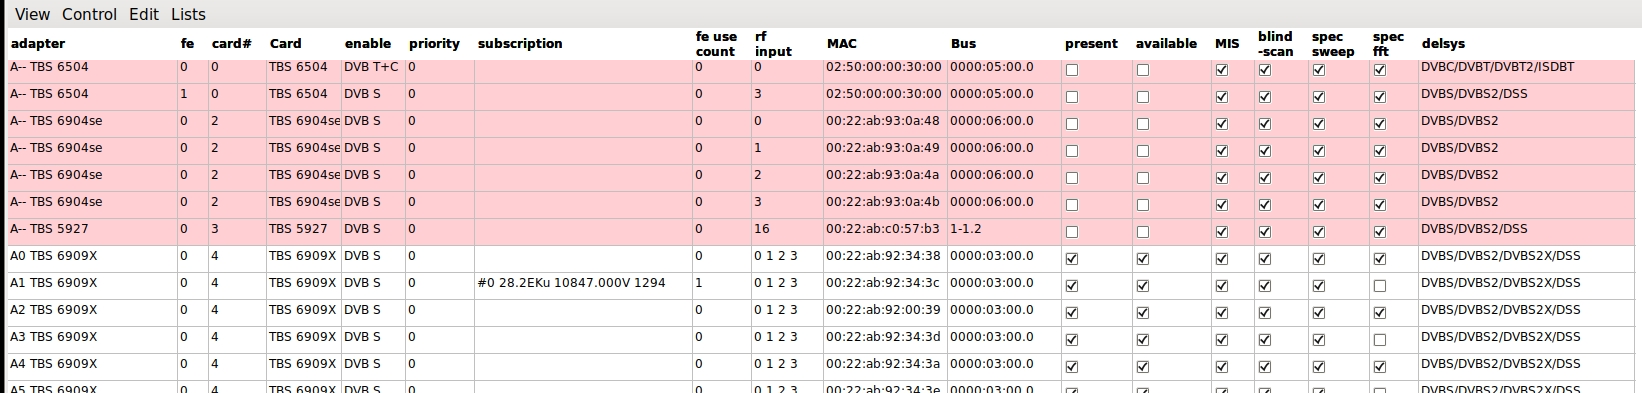 View Control Edit Lists
adapter fe card# Card enable priority subscription fe use count rf input MAC Bus present available MIS blind -scan spec sweep spec fft delsys
A-- TBS 6504 0 0 TBS 6504 DVB T+C 0 0 0 02:50:00:00:30:00 0000:05:00.0 DVBC/DVBT/DVBT2/ISDBT
A-- TBS 6504 1 0 TBS 6504 DVB S 0 0 3 02:50:00:00:30:00 0000:05:00.0 DVBS/DVBS2/DSS
A-- TBS 6904se 0 2 TBS 6904se DVB S 0 0 0 00:22:ab:93:0a:48 0000:06:00.0 DVBS/DVBS2
A-- TBS 6904se 0 2 TBS 6904se DVB S 0 0 1 00:22:ab:93:0a:49 0000:06:00.0 DVBS/DVBS2
A-- TBS 6904se 0 2 TBS 6904se DVB S 0 0 2 00:22:ab:93:0a:4a 0000:06:00.0 DVBS/DVBS2
A-- TBS 6904se 0 2 TBS 6904se DVB S 0 0 3 00:22:ab:93:0a:4b 0000:06:00.0 DVBS/DVBS2
A-- TBS 5927 0 3 TBS 5927 DVB S 0 0 16 00:22:ab:c0:57:b3 1-1.2 DVBS/DVBS2/DSS
A0 TBS 6909X 0 4 TBS 6909X DVB S 0 0 0 1 2 3 00:22:ab:92:34:38 0000:03:00.0 DVBS/DVBS2/DVBS2X/DSS
A1 TBS 6909X 0 4 TBS 6909X DVB S 0 #0 28.2EKu 10847.000V 1294 1 0 1 2 3 00:22:ab:92:34:3c 0000:03:00.0 DVBS/DVBS2/DVBS2X/DSS
A2 TBS 6909X 0 4 TBS 6909X DVB S 0 0 0 1 2 3 00:22:ab:92:00:39 0000:03:00.0 DVBS/DVBS2/DVBS2X/DSS
A3 TBS 6909X 0 4 TBS 6909X DVB S 0 0 0 1 2 3 00:22:ab:92:34:3d 0000:03:00.0 DVBS/DVBS2/DVBS2X/DSS
A4 TBS 6909X 0 4 TBS 6909X DVB S 0 0 0 1 2 3 00:22:ab:92:34:3a 0000:03:00.0 DVBS/DVBS2/DVBS2X/DSS
A5 TBS 6909X 0 4 TBS 6909X DVB S 0 0 0 1 2 3 00:22:ab:92:34:3e 0000:03:00.0 DVBS/DVBS2/DVBS2X/DSS